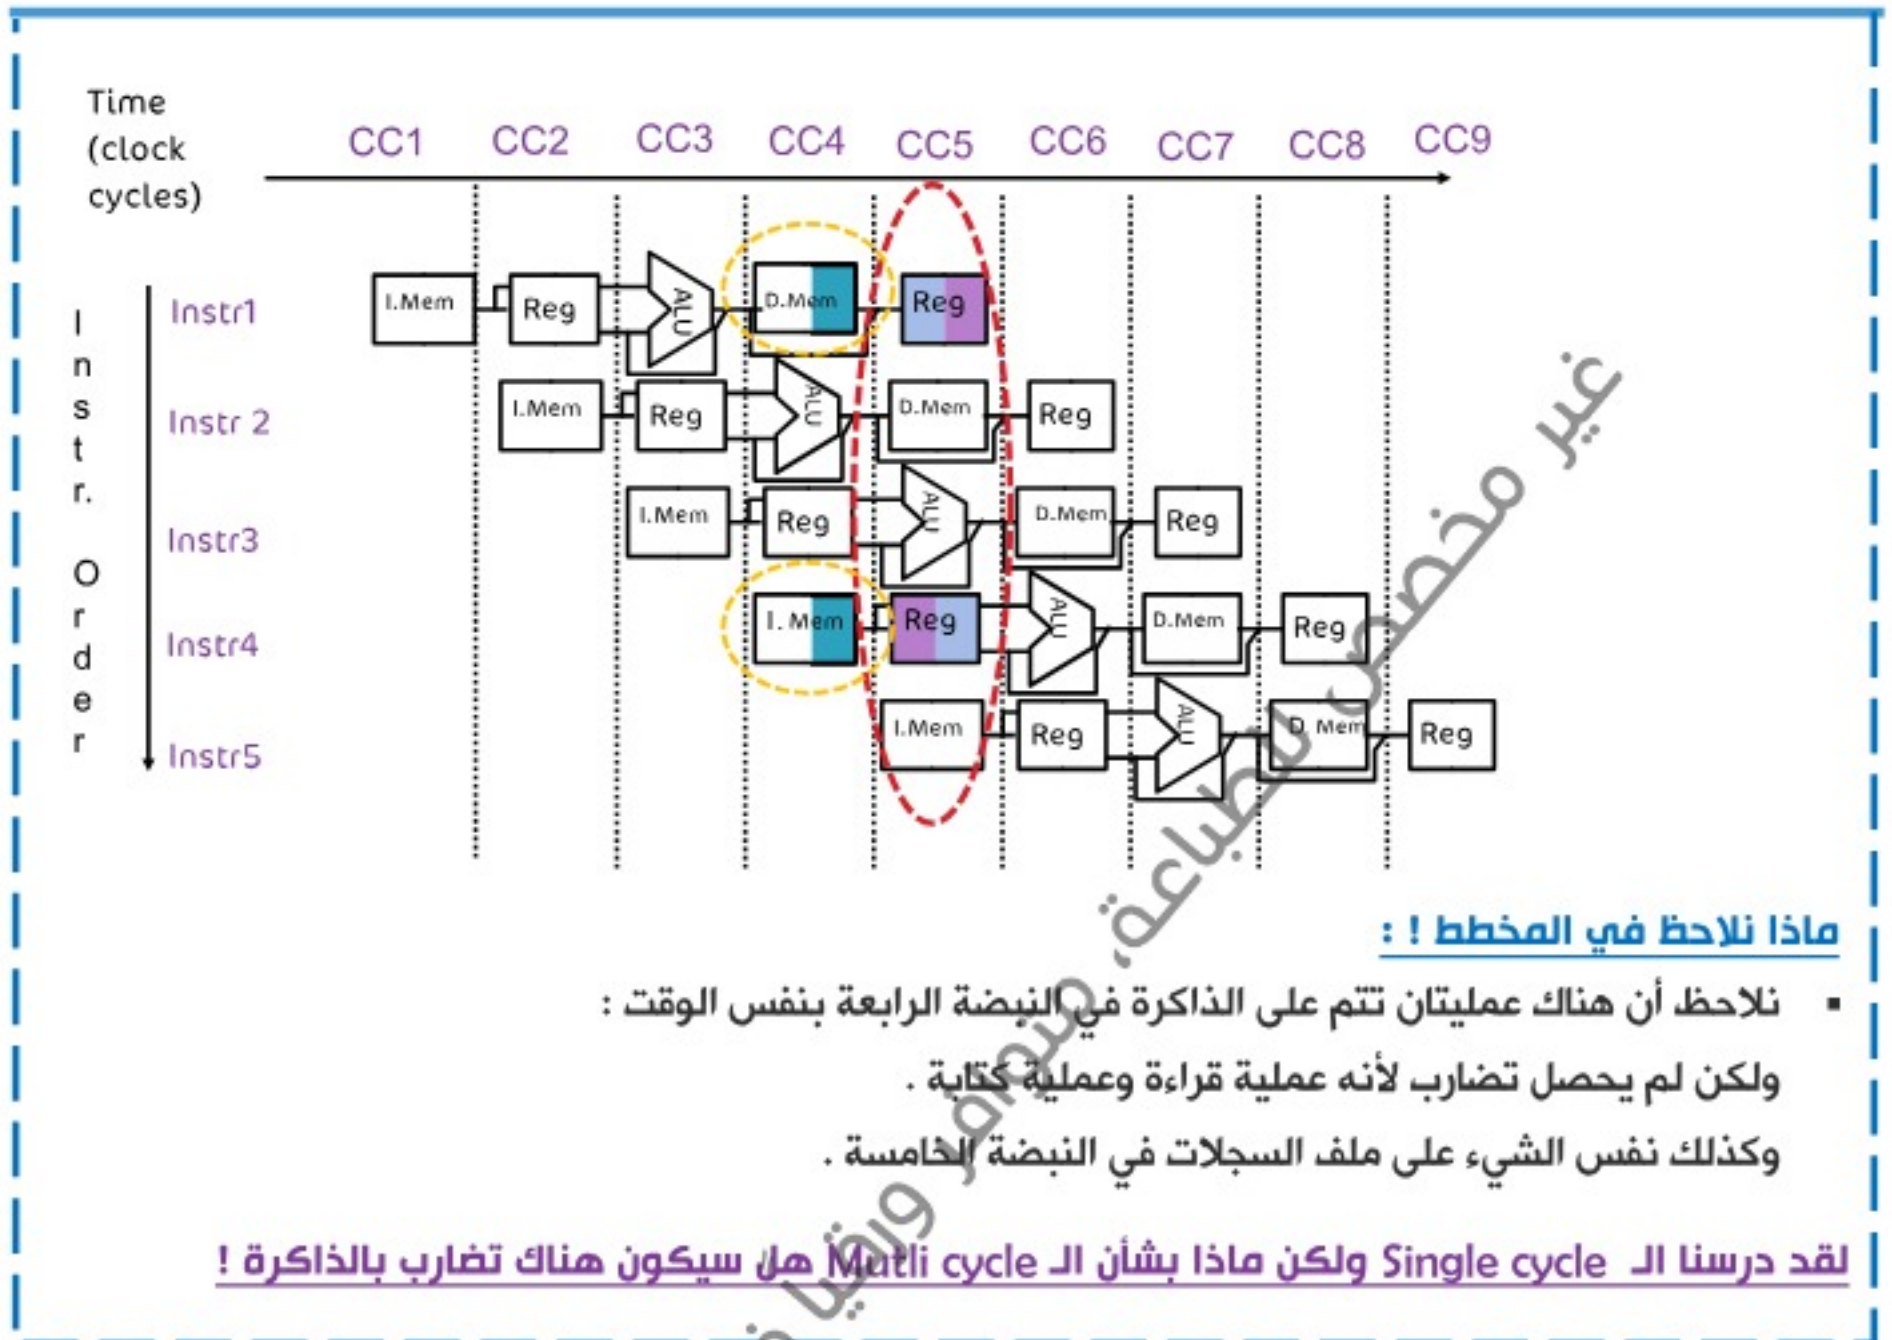 Time
(clock
cycles)
CC1 CC2 CC3 CC4 CC5 CC6 CC7 CC8 CC9
Instr. Order
Instr1
I.Mem Reg ALU D.Mem Reg
Instr 2
I.Mem Reg ALU D.Mem Reg
Instr3
I.Mem Reg ALU D.Mem Reg
Instr4
I. Mem Reg ALU D.Mem Reg
Instr5
I.Mem Reg ALU D. Mem Reg
ماذا نلاحظ في المخطط ! :
▪ نلاحظ أن هناك عمليتان تتم على الذاكرة في النبضة الرابعة بنفس الوقت :
ولكن لم يحصل تضارب لأنه عملية قراءة وعملية كتابة .
وكذلك نفس الشيء على ملف السجلات في النبضة الخامسة .
لقد درسنا الـ Single cycle ولكن ماذا بشأن الـ Mutli cycle هل سيكون هناك تضارب بالذاكرة !
غير مخصص للطباعة، متوافر ورقيا